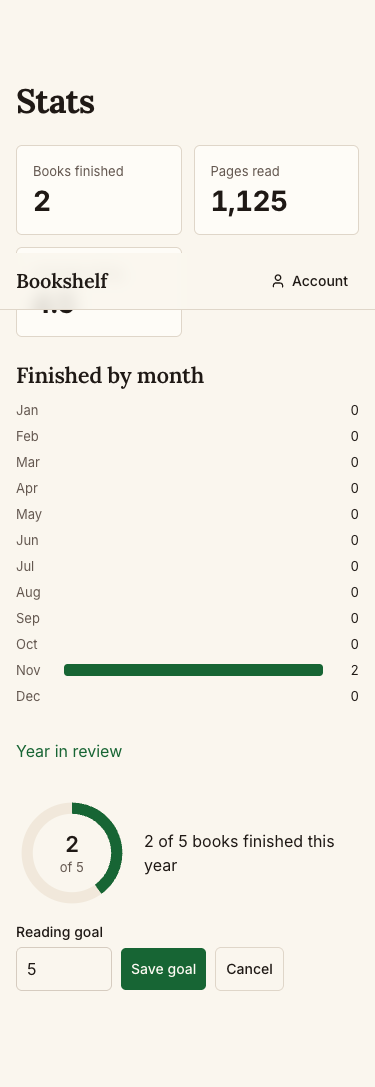 Stats
Books finished
Pages read
2
1,125
Bookshelf
Account
Finished by month
Jan 0
Feb 0
Mar 0
Apr 0
May 0
Jun 0
Jul 0
Aug 0
Sep 0
Oct 0
Nov 2
Dec 0
Year in review
2
of 5
2 of 5 books finished this
year
Reading goal
5
Save goal
Cancel